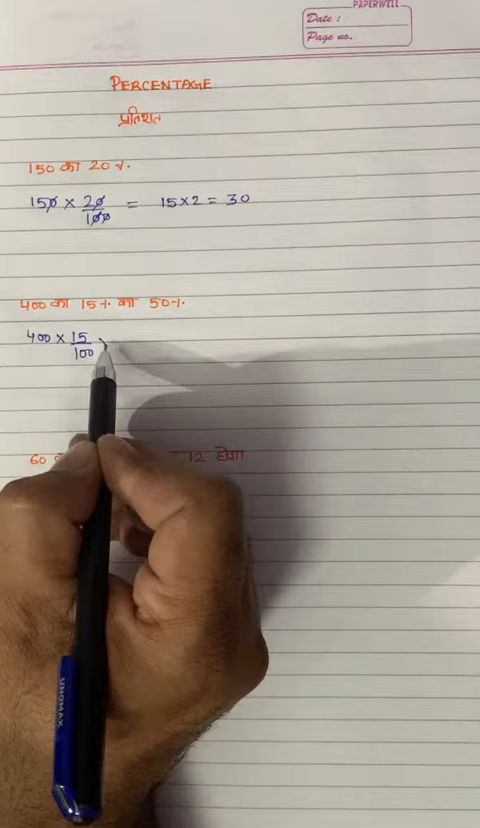 PAPERWELL
Date :
Page no.
PERCENTAGE
प्रतिशत
150 का 20 %.
150 × 20/100 = 15×2 = 30
400 का 15% का 50%.
400 × 15/100
60 12 होगा
UNOMAX